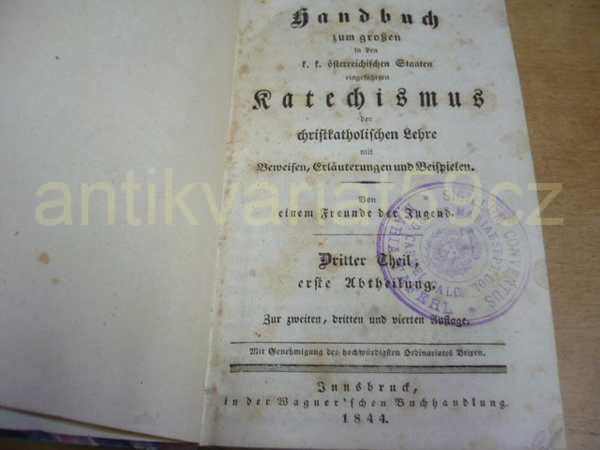 Handbuch
zum großen
in den
k. k. österreichischen Staaten
eingeführten
Katechismus
der
christkatholischen Lehre
mit
Beweisen, Erläuterungen und Beispielen.
Von
einem Freunde der Jugend.
Dritter Theil,
erste Abtheilung.
Zur zweiten, dritten und vierten Auflage.
Mit Genehmigung des hochwürdigsten Ordinariates Brixen.
Innsbruck,
in der Wagner'schen Buchhandlung
1844.
antikvariat59cz
CONVENTUS